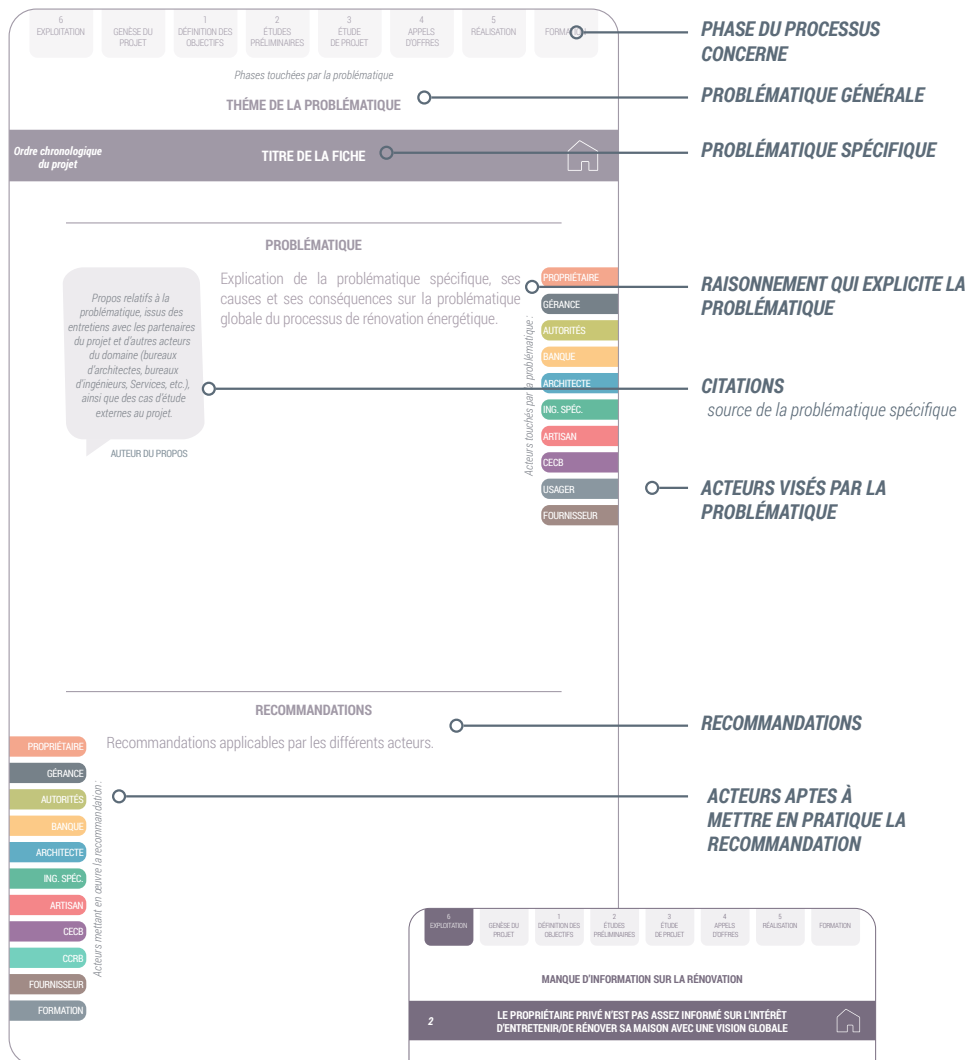 6
EXPLOITATION
GENÈSE DU
PROJET
1
DÉFINITION DES
OBJECTIFS
2
ÉTUDES
PRÉLIMINAIRES
3
ÉTUDE
DE PROJET
4
APPELS
D'OFFRES
5
RÉALISATION
FORMATION
PHASE DU PROCESSUS
CONCERNE
Phases touchées par la problématique
THÉME DE LA PROBLÉMATIQUE
PROBLÉMATIQUE GÉNÉRALE
Ordre chronologique
du projet
TITRE DE LA FICHE
PROBLÉMATIQUE SPÉCIFIQUE
PROBLÉMATIQUE
Propos relatifs à la
problématique, issus des
entretiens avec les partenaires
du projet et d'autres acteurs
du domaine (bureaux
d'architectes, bureaux
d'ingénieurs, Services, etc.),
ainsi que des cas d'étude
externes au projet.
AUTEUR DU PROPOS
Explication de la problématique spécifique, ses
causes et ses conséquences sur la problématique
globale du processus de rénovation énergétique.
Acteurs touchés par la problématique :
PROPRIÉTAIRE
GÉRANCE
AUTORITÉS
BANQUE
ARCHITECTE
ING. SPÉC.
ARTISAN
CECB
USAGER
FOURNISSEUR
RAISONNEMENT QUI EXPLICITE LA
PROBLÉMATIQUE
CITATIONS
source de la problématique spécifique
ACTEURS VISÉS PAR LA
PROBLÉMATIQUE
RECOMMANDATIONS
RECOMMANDATIONS
Recommandations applicables par les différents acteurs.
PROPRIÉTAIRE
GÉRANCE
AUTORITÉS
BANQUE
ARCHITECTE
ING. SPÉC.
ARTISAN
CECB
CCRB
FOURNISSEUR
FORMATION
Acteurs mettant en œuvre la recommandation :
ACTEURS APTES À
METTRE EN PRATIQUE LA
RECOMMANDATION
6
EXPLOITATION
GENÈSE DU
PROJET
1
DÉFINITION DES
OBJECTIFS
2
ÉTUDES
PRÉLIMINAIRES
3
ÉTUDE
DE PROJET
4
APPELS
D'OFFRES
5
RÉALISATION
FORMATION
MANQUE D'INFORMATION SUR LA RÉNOVATION
2
LE PROPRIÉTAIRE PRIVÉ N'EST PAS ASSEZ INFORMÉ SUR L'INTÉRÊT
D'ENTRETENIR/DE RÉNOVER SA MAISON AVEC UNE VISION GLOBALE